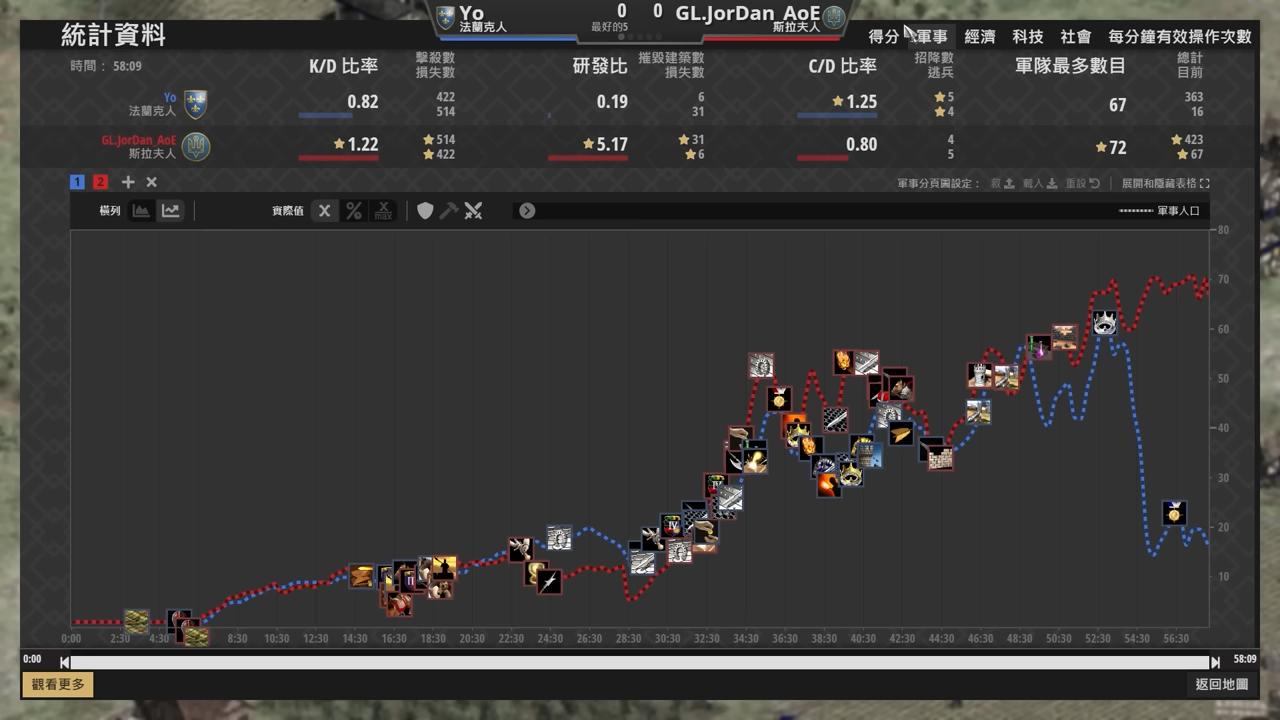 Yo
法蘭克人
0 0
最好的5
GL.JorDan_AoE
斯拉夫人
統計資料
得分 軍事 經濟 科技 社會 每分鐘有效操作次數
時間： 58:09
K/D 比率
擊殺數
損失數
研發比
摧毀建築數
損失數
C/D 比率
招降數
逃兵
軍隊最多數目
總計
目前
Yo
法蘭克人
0.82
422
514
0.19
6
31
1.25
5
4
67
363
16
GL.JorDan_AoE
斯拉夫人
1.22
514
422
5.17
31
6
0.80
4
5
72
423
67
1 2
軍事分頁圖設定： 載入 重設 展開和隱藏表格
橫列 實際值 X % X max 軍事人口
80
70
60
50
40
30
20
10
0:00 2:30 4:30 8:30 10:30 12:30 14:30 16:30 18:30 20:30 22:30 24:30 26:30 28:30 30:30 32:30 34:30 36:30 38:30 40:30 42:30 44:30 46:30 48:30 50:30 52:30 54:30 56:30
0:00 58:09
觀看更多 返回地圖